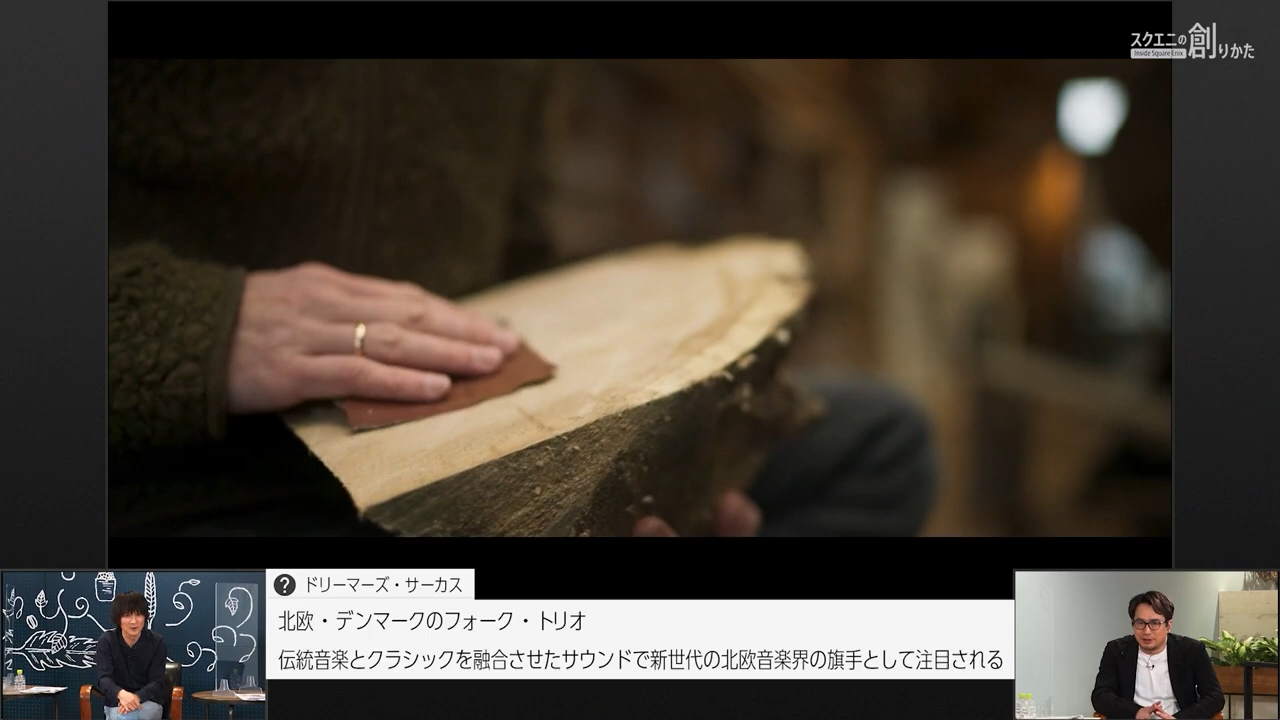 スクエニの創りかた
Inside Square Enix
? ドリーマーズ・サーカス
北欧・デンマークのフォーク・トリオ
伝統音楽とクラシックを融合させたサウンドで新世代の北欧音楽界の旗手として注目される